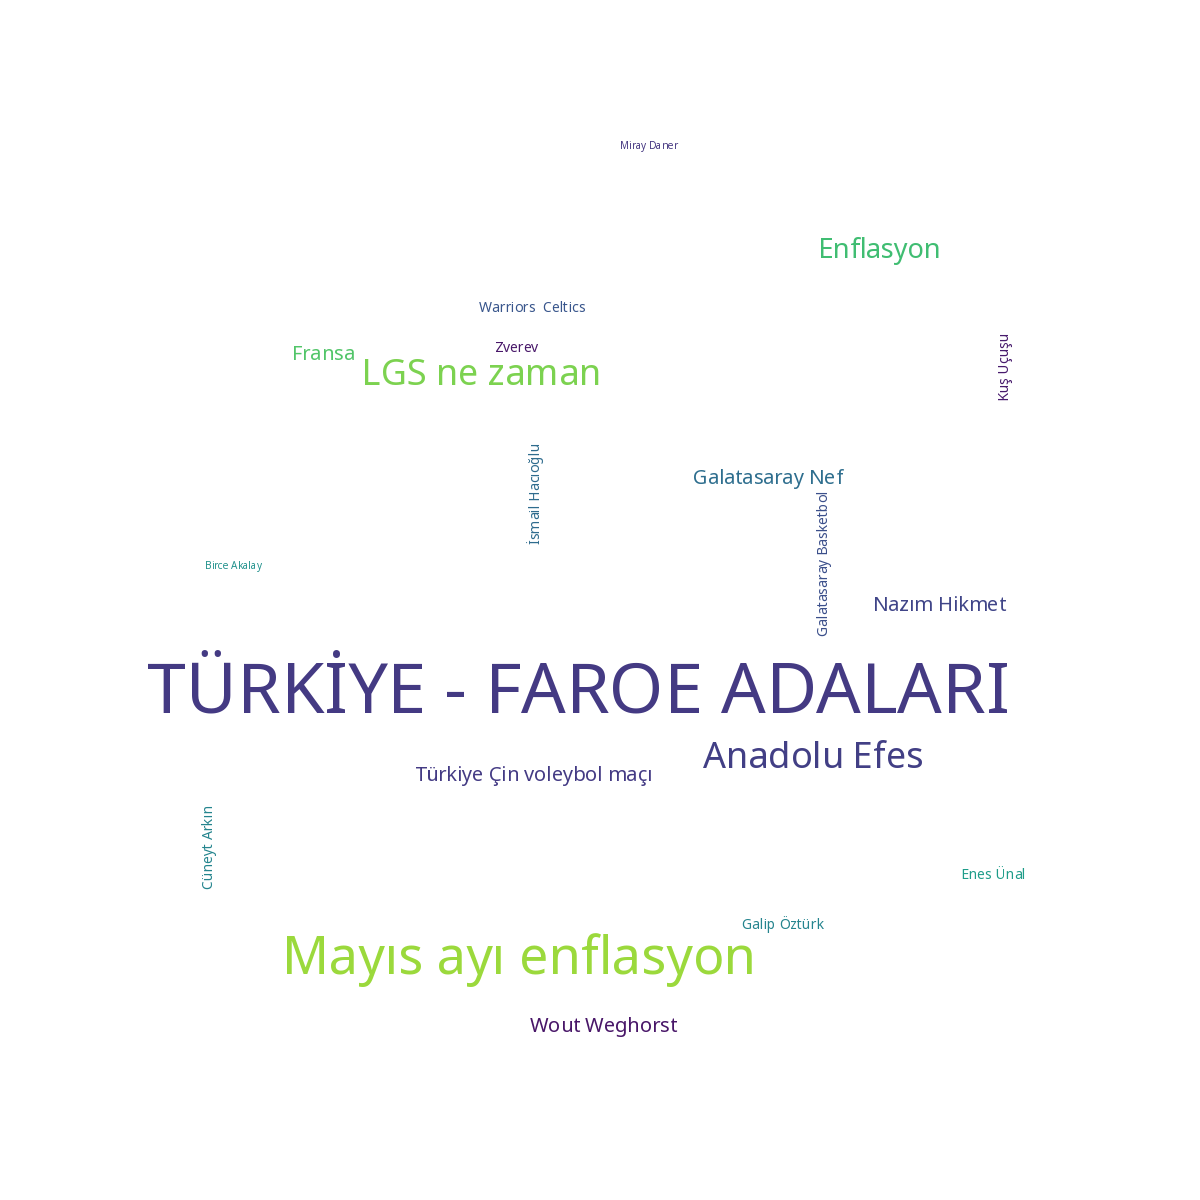 Miray Daner
Enflasyon
Warriors Celtics
Zverev
Fransa
LGS ne zaman
Kuş Uçuşu
İsmail Hacıoğlu
Galatasaray Nef
Galatasaray Basketbol
Birce Akalay
Nazım Hikmet
TÜRKİYE - FAROE ADALARI
Anadolu Efes
Türkiye Çin voleybol maçı
Cüneyt Arkın
Enes Ünal
Galip Öztürk
Mayıs ayı enflasyon
Wout Weghorst